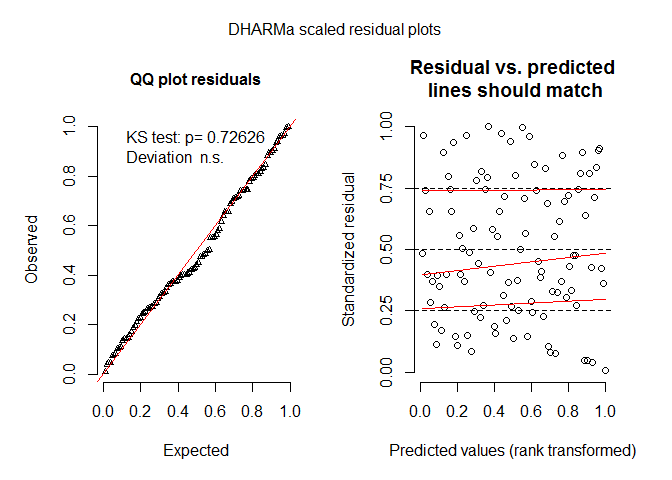 DHARMa scaled residual plots
QQ plot residuals
KS test: p= 0.72626
Deviation n.s.
Observed
0.0 0.2 0.4 0.6 0.8 1.0
0.0 0.2 0.4 0.6 0.8 1.0
Expected
Residual vs. predicted
lines should match
Standardized residual
0.00 0.25 0.50 0.75 1.00
0.0 0.2 0.4 0.6 0.8 1.0
Predicted values (rank transformed)